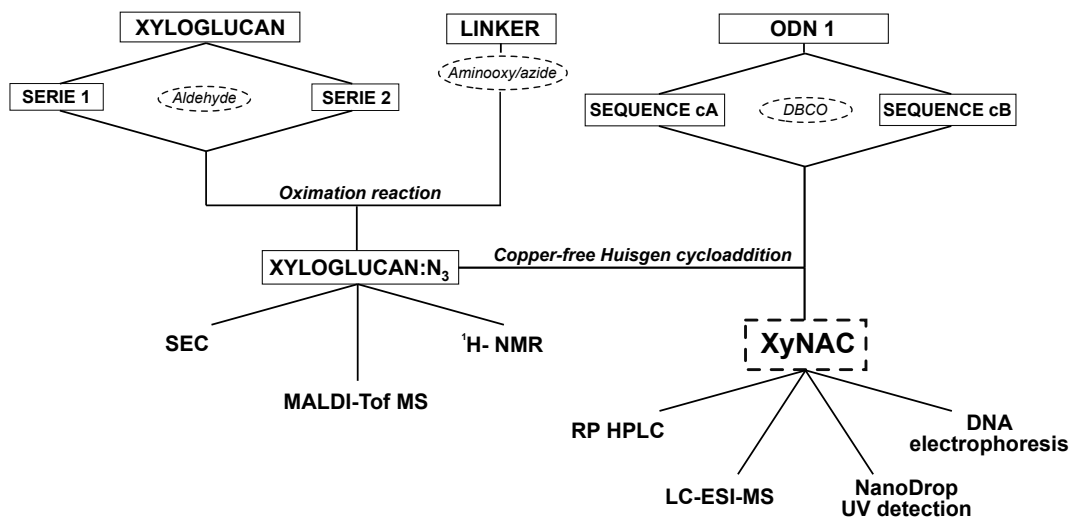 XYLOGLUCAN
LINKER
ODN 1
SERIE 1
Aldehyde
SERIE 2
Aminooxy/azide
SEQUENCE cA
DBCO
SEQUENCE cB
Oximation reaction
Copper-free Huisgen cycloaddition
XYLOGLUCAN:N₃
SEC
¹H- NMR
MALDI-Tof MS
XyNAC
RP HPLC
DNA
electrophoresis
LC-ESI-MS
NanoDrop
UV detection